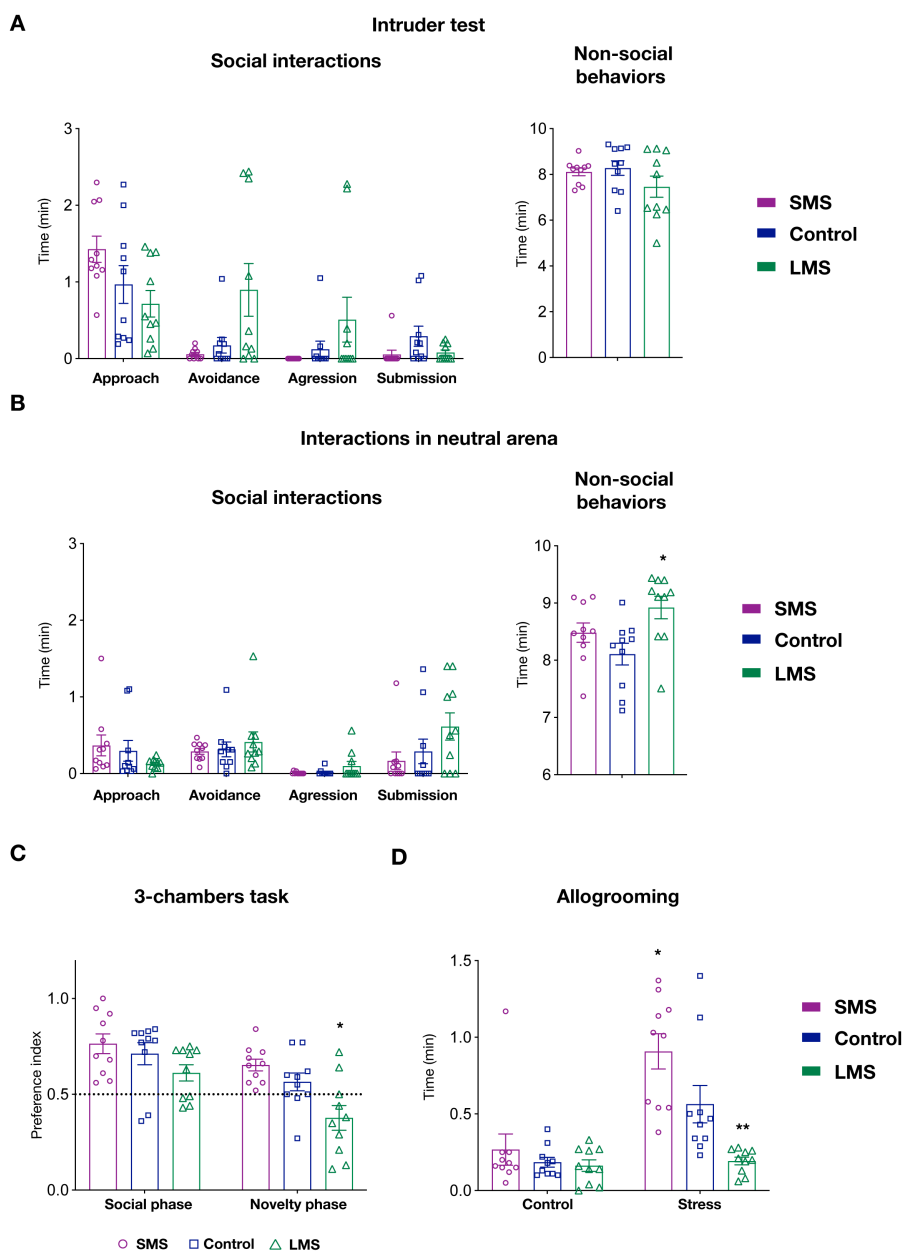 A
Intruder test
Social interactions
Non-social
behaviors
Time (min)
3
2
1
0
Approach Avoidance Agression Submission
Time (min)
10
8
6
4
2
0
SMS
Control
LMS
B
Interactions in neutral arena
Social interactions
Non-social
behaviors
Time (min)
3
2
1
0
Approach Avoidance Agression Submission
Time (min)
10
9
8
7
6
*
SMS
Control
LMS
C
3-chambers task
Preference index
1.0
0.5
0.0
*
Social phase Novelty phase
SMS Control LMS
D
Allogrooming
Time (min)
1.5
1.0
0.5
0.0
*
**
Control Stress
SMS
Control
LMS